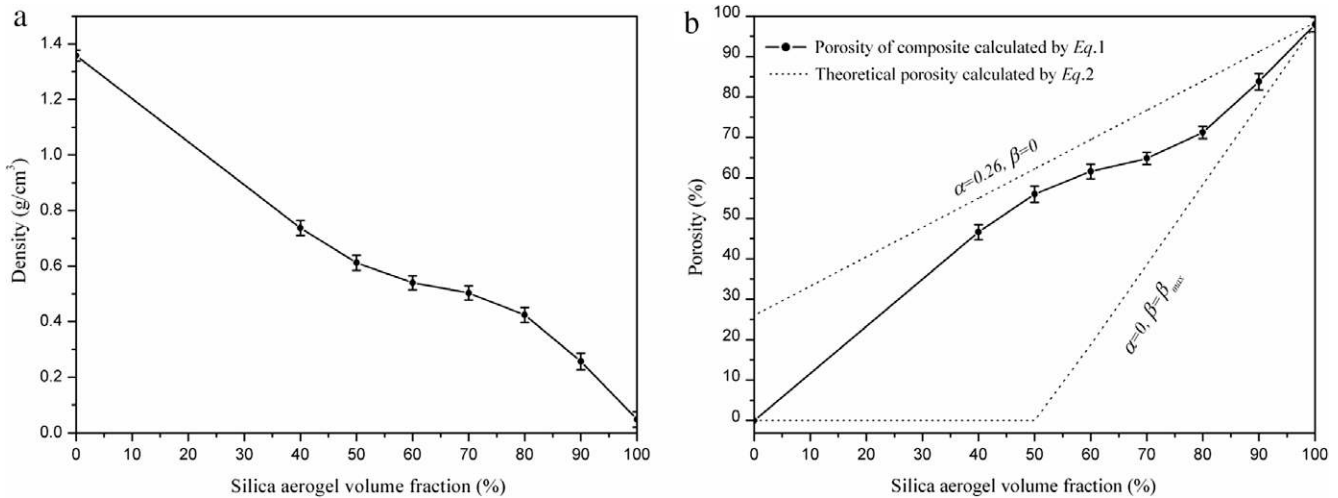 a
1.4
1.2
1.0
0.8
0.6
0.4
0.2
0.0
Density (g/cm³)
0 10 20 30 40 50 60 70 80 90 100
Silica aerogel volume fraction (%)
b
100
90
80
70
60
50
40
30
20
10
0
Porosity (%)
Porosity of composite calculated by Eq.1
Theoretical porosity calculated by Eq.2
α=0.26, β=0
α=0, β=βmax
0 10 20 30 40 50 60 70 80 90 100
Silica aerogel volume fraction (%)